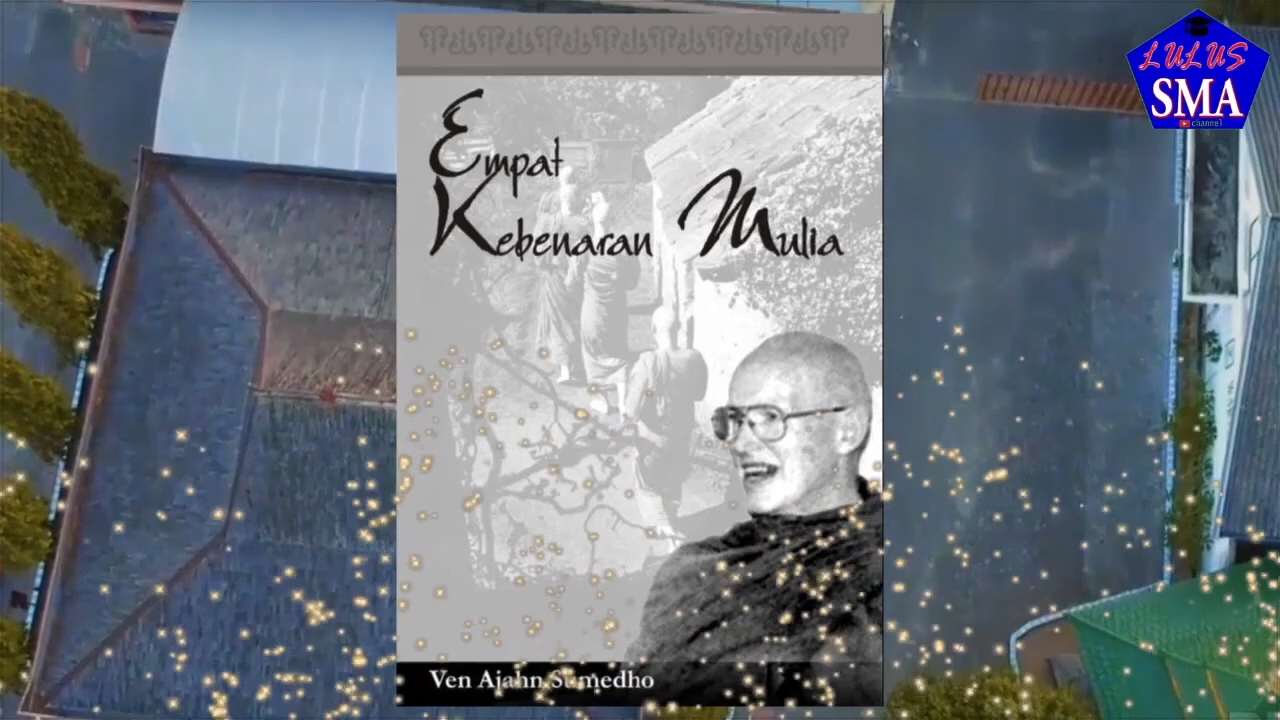 LULUS
SMA
channel
Empat
Kebenaran Mulia
Ven Ajahn Sumedho